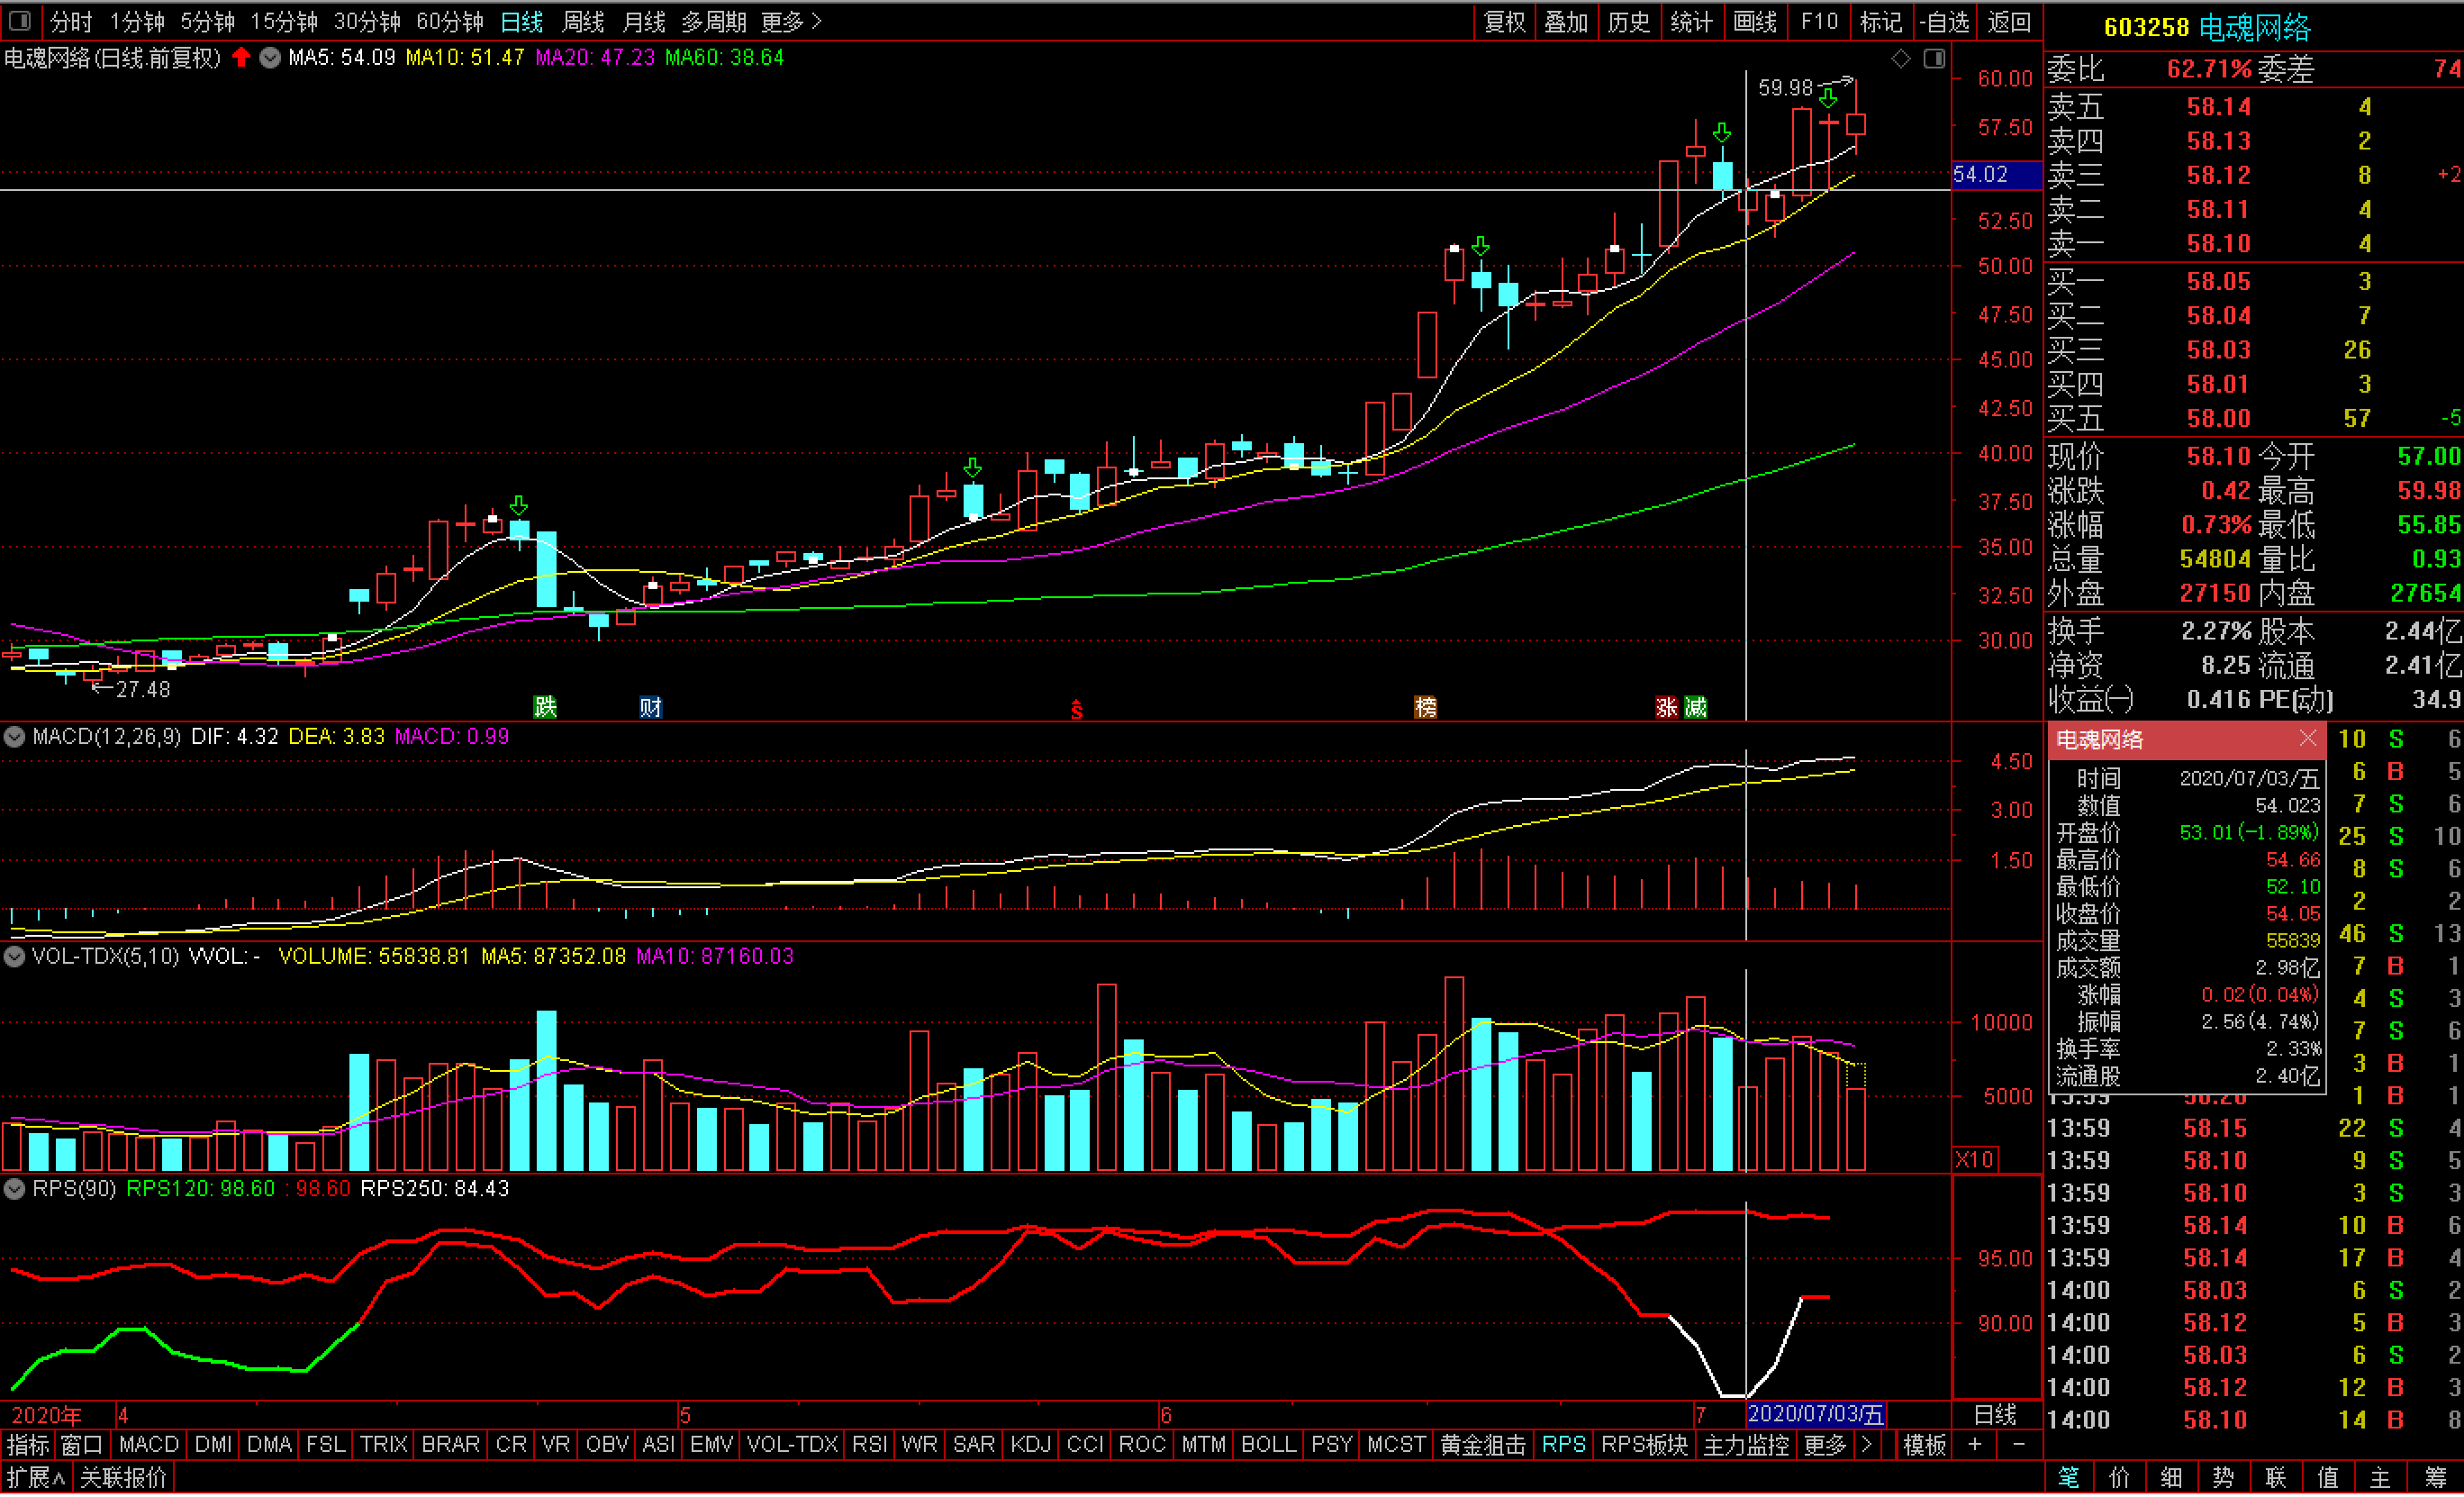 分时 1分钟 5分钟 15分钟 30分钟 60分钟 日线 周线 月线 多周期 更多 >
复权 叠加 历史 统计 画线 F10 标记 -自选 返回
603258 电魂网络
电魂网络(日线.前复权) MA5: 54.09 MA10: 51.47 MA20: 47.23 MA60: 38.64
59.98
27.48
60.00
57.50
54.02
52.50
50.00
47.50
45.00
42.50
40.00
37.50
35.00
32.50
30.00
跌 财 S 榜 涨 减
委比 62.71% 委差 74
卖五 58.14 4
卖四 58.13 2
卖三 58.12 8 +2
卖二 58.11 4
卖一 58.10 4
买一 58.05 3
买二 58.04 7
买三 58.03 26
买四 58.01 3
买五 58.00 57 -5
现价 58.10 今开 57.00
涨跌 0.42 最高 59.98
涨幅 0.73% 最低 55.85
总量 54804 量比 0.93
外盘 27150 内盘 27654
换手 2.27% 股本 2.44亿
净资 8.25 流通 2.41亿
收益(一) 0.416 PE(动) 34.9
MACD(12,26,9) DIF: 4.32 DEA: 3.83 MACD: 0.99
4.50
3.00
1.50
VOL-TDX(5,10) VVOL: - VOLUME: 55838.81 MA5: 87352.08 MA10: 87160.03
10000
5000
X10
RPS(90) RPS120: 98.60 : 98.60 RPS250: 84.43
95.00
90.00
电魂网络
时间 2020/07/03/五
数值 54.023
开盘价 53.01(-1.89%)
最高价 54.66
最低价 52.10
收盘价 54.05
成交量 55839
成交额 2.98亿
涨幅 0.02(0.04%)
振幅 2.56(4.74%)
换手率 2.33%
流通股 2.40亿
10 S 6
6 B 5
7 S 6
25 S 10
8 S 6
2 2
46 S 13
7 B 1
4 S 3
7 S 6
3 B 1
1 B 1
13:59 58.15 22 S 4
13:59 58.10 9 S 5
13:59 58.10 3 S 3
13:59 58.14 10 B 6
13:59 58.14 17 B 4
14:00 58.03 6 S 2
14:00 58.12 5 B 3
14:00 58.03 6 S 2
14:00 58.12 12 B 3
14:00 58.10 14 B 8
2020年 4 5 6 7 2020/07/03/五 日线
指标 窗口 MACD DMI DMA FSL TRIX BRAR CR VR OBV ASI EMV VOL-TDX RSI WR SAR KDJ CCI ROC MTM BOLL PSY MCST 黄金狙击 RPS RPS板块 主力监控 更多 > 模板 + -
扩展∧ 关联报价
笔 价 细 势 联 值 主 筹